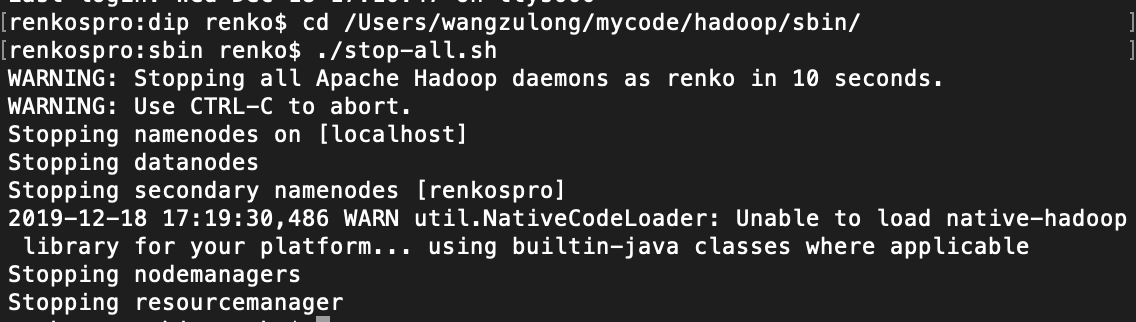 [renkospro:dip renko$ cd /Users/wangzulong/mycode/hadoop/sbin/ ]
[renkospro:sbin renko$ ./stop-all.sh ]
WARNING: Stopping all Apache Hadoop daemons as renko in 10 seconds.
WARNING: Use CTRL-C to abort.
Stopping namenodes on [localhost]
Stopping datanodes
Stopping secondary namenodes [renkospro]
2019-12-18 17:19:30,486 WARN util.NativeCodeLoader: Unable to load native-hadoop
library for your platform... using builtin-java classes where applicable
Stopping nodemanagers
Stopping resourcemanager